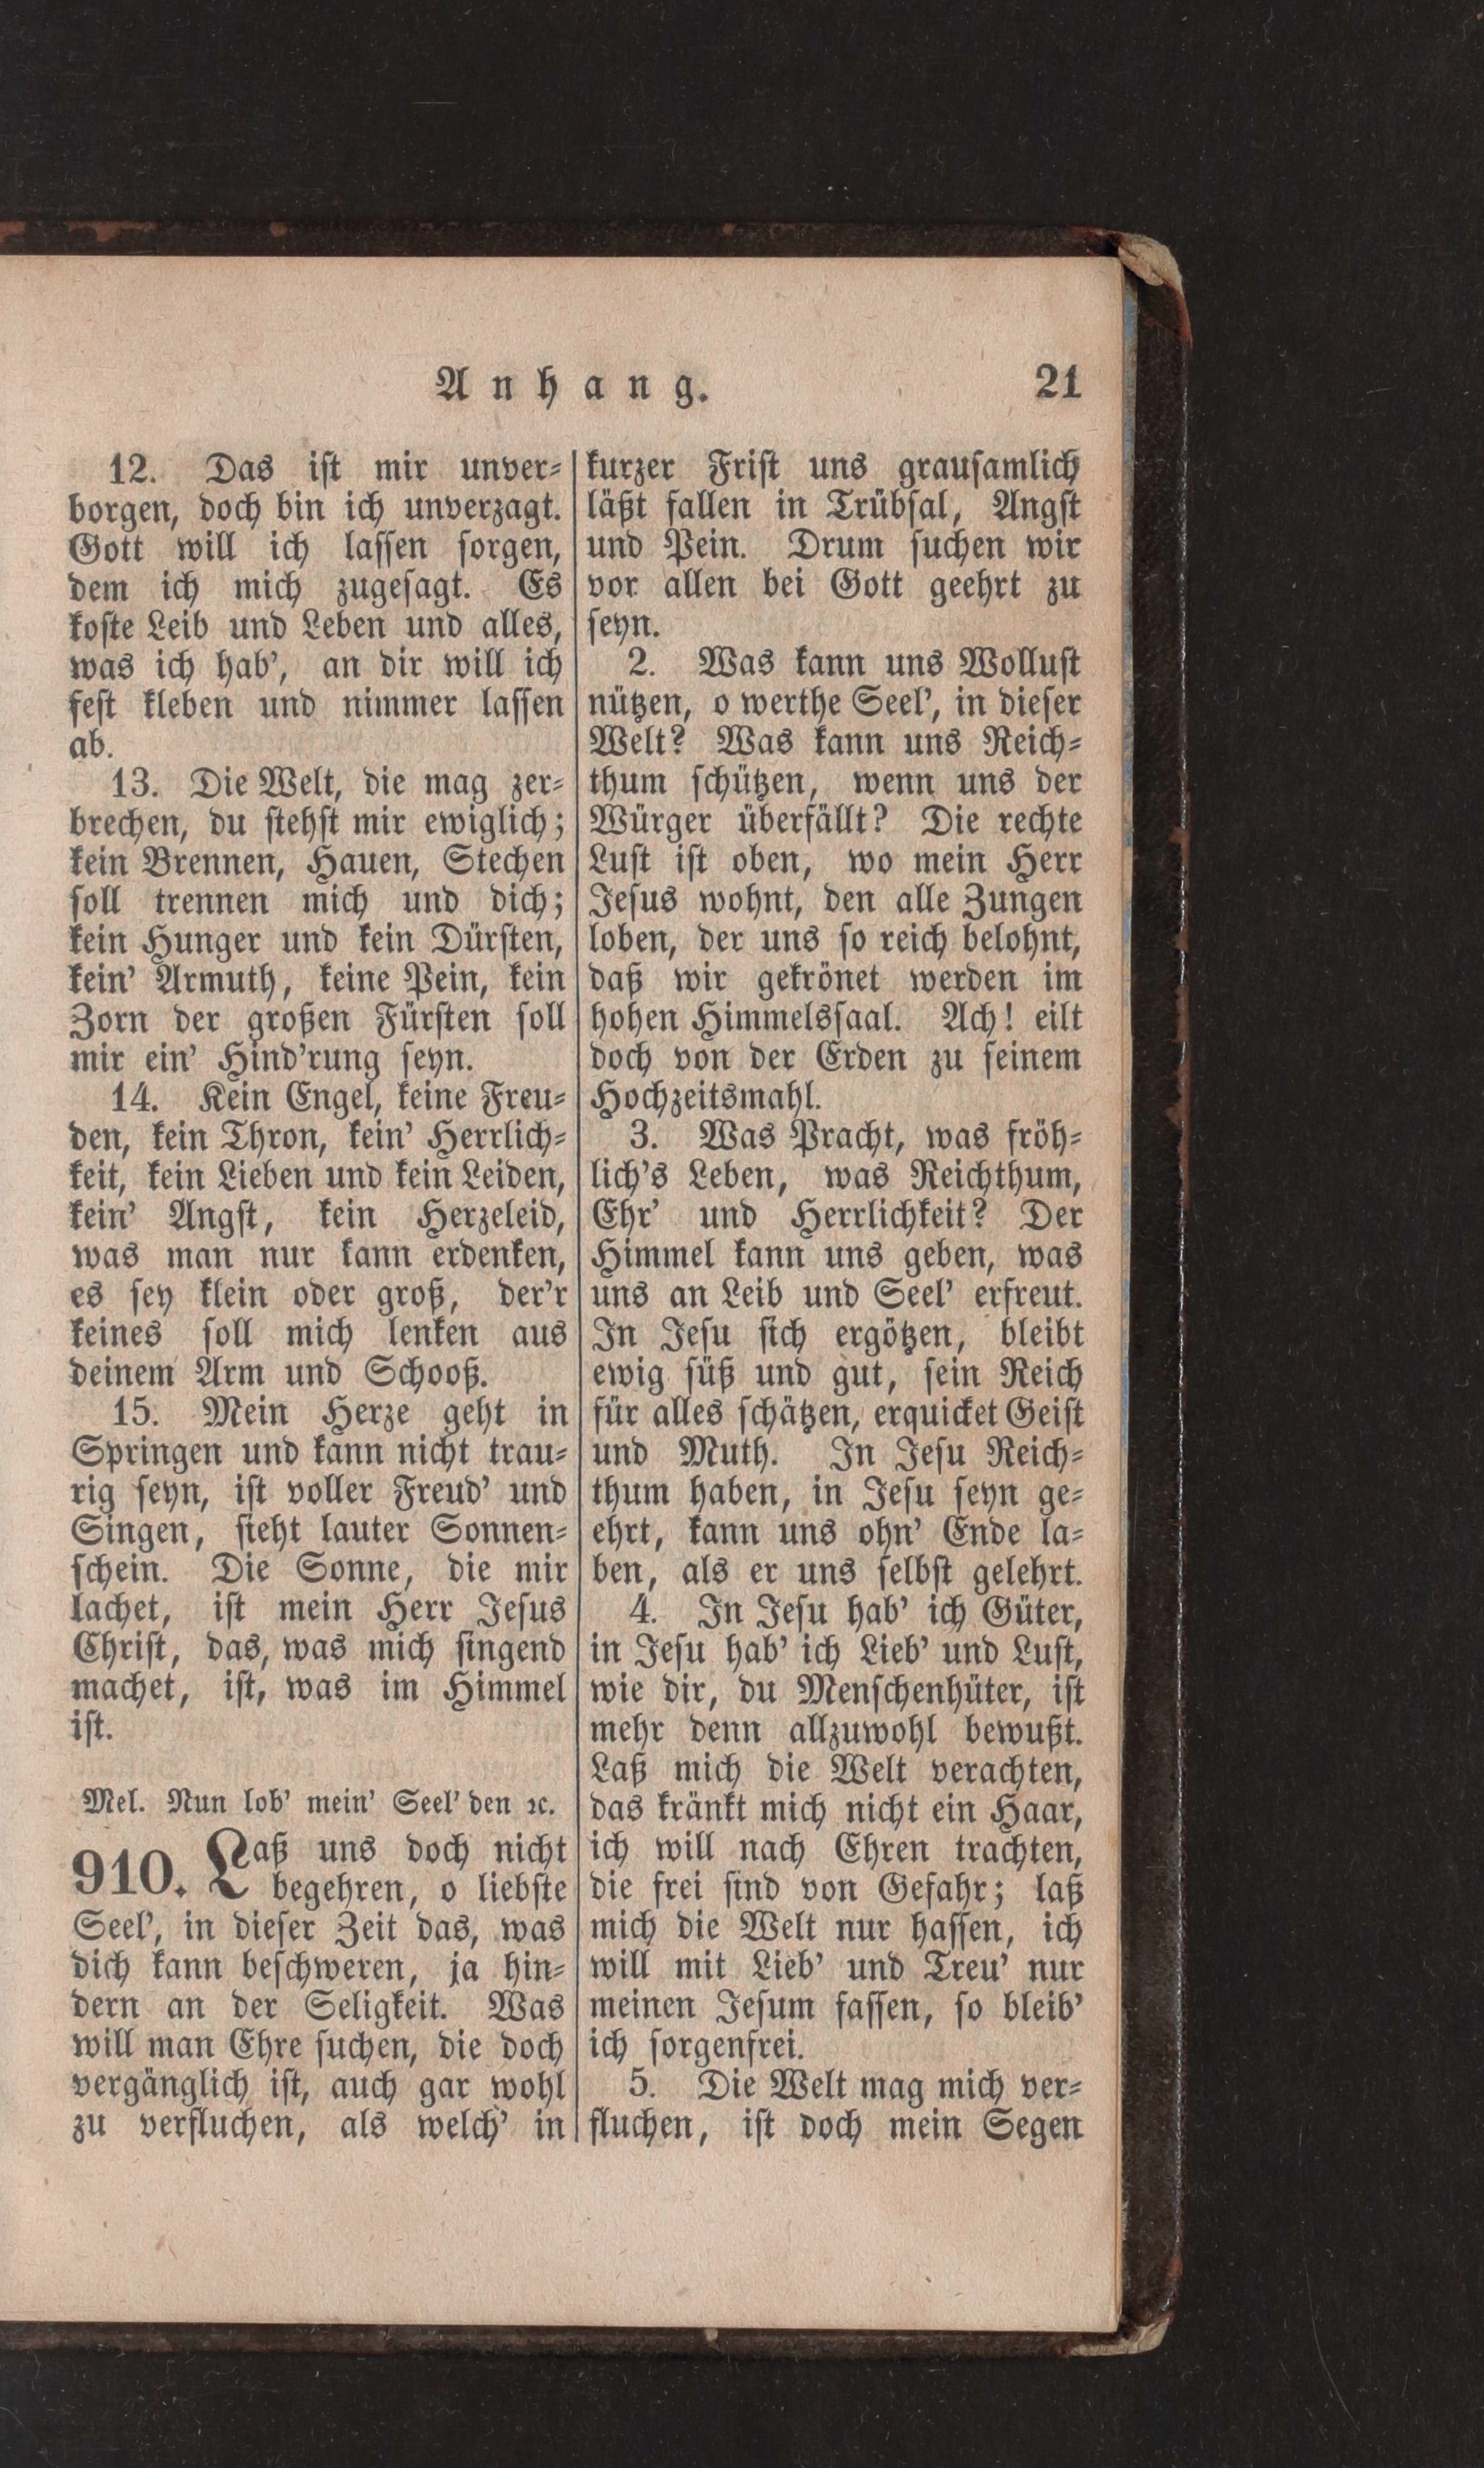 Anhang. 21
12. Das ist mir unver-
borgen, doch bin ich unverzagt.
Gott will ich lassen sorgen,
dem ich mich zugesagt. Es
koste Leib und Leben und alles,
was ich hab’, an dir will ich
fest kleben und nimmer lassen
ab.
13. Die Welt, die mag zer-
brechen, du stehst mir ewiglich;
kein Brennen, Hauen, Stechen
soll trennen mich und dich;
kein Hunger und kein Dürsten,
kein’ Armuth, keine Pein, kein
Zorn der großen Fürsten soll
mir ein’ Hind’rung seyn.
14. Kein Engel, keine Freu-
den, kein Thron, kein’ Herrlich-
keit, kein Lieben und kein Leiden,
kein’ Angst, kein Herzeleid,
was man nur kann erdenken,
es sey klein oder groß, der’r
keines soll mich lenken aus
deinem Arm und Schooß.
15. Mein Herze geht in
Springen und kann nicht trau-
rig seyn, ist voller Freud’ und
Singen, sieht lauter Sonnen-
schein. Die Sonne, die mir
lachet, ist mein Herr Jesus
Christ, das, was mich singend
machet, ist, was im Himmel
ist.
Mel. Nun lob’ mein’ Seel’ den ꝛc.
910. Laß uns doch nicht
begehren, o liebste
Seel’, in dieser Zeit das, was
dich kann beschweren, ja hin-
dern an der Seligkeit. Was
will man Ehre suchen, die doch
vergänglich ist, auch gar wohl
zu verfluchen, als welch’ in
kurzer Frist uns grausamlich
läßt fallen in Trübsal, Angst
und Pein. Drum suchen wir
vor allen bei Gott geehrt zu
seyn.
2. Was kann uns Wollust
nützen, o werthe Seel’, in dieser
Welt? Was kann uns Reich-
thum schützen, wenn uns der
Würger überfällt? Die rechte
Lust ist oben, wo mein Herr
Jesus wohnt, den alle Zungen
loben, der uns so reich belohnt,
daß wir gekrönet werden im
hohen Himmelssaal. Ach! eilt
doch von der Erden zu seinem
Hochzeitsmahl.
3. Was Pracht, was fröh-
lich’s Leben, was Reichthum,
Ehr’ und Herrlichkeit? Der
Himmel kann uns geben, was
uns an Leib und Seel’ erfreut.
In Jesu sich ergötzen, bleibt
ewig süß und gut, sein Reich
für alles schätzen, erquicket Geist
und Muth. In Jesu Reich-
thum haben, in Jesu seyn ge-
ehrt, kann uns ohn’ Ende la-
ben, als er uns selbst gelehrt.
4. In Jesu hab’ ich Güter,
in Jesu hab’ ich Lieb’ und Lust,
wie dir, du Menschenhüter, ist
mehr denn allzuwohl bewußt.
Laß mich die Welt verachten,
das kränkt mich nicht ein Haar,
ich will nach Ehren trachten,
die frei sind von Gefahr; laß
mich die Welt nur hassen, ich
will mit Lieb’ und Treu’ nur
meinen Jesum fassen, so bleib’
ich sorgenfrei.
5. Die Welt mag mich ver-
fluchen, ist doch mein Segen